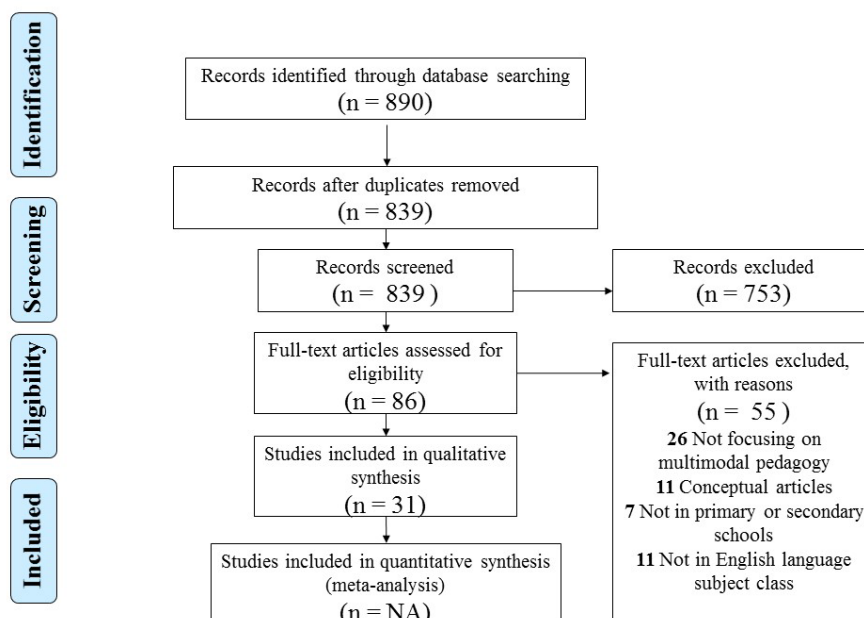 Identification
Records identified through database searching
(n = 890)
Records after duplicates removed
(n = 839)
Screening
Records screened
(n = 839 )
Records excluded
(n = 753)
Eligibility
Full-text articles assessed for
eligibility
(n = 86)
Full-text articles excluded,
with reasons
(n = 55 )
26 Not focusing on
multimodal pedagogy
11 Conceptual articles
7 Not in primary or secondary
schools
11 Not in English language
subject class
Studies included in qualitative
synthesis
(n = 31)
Included
Studies included in quantitative synthesis
(meta-analysis)
(n = NA)